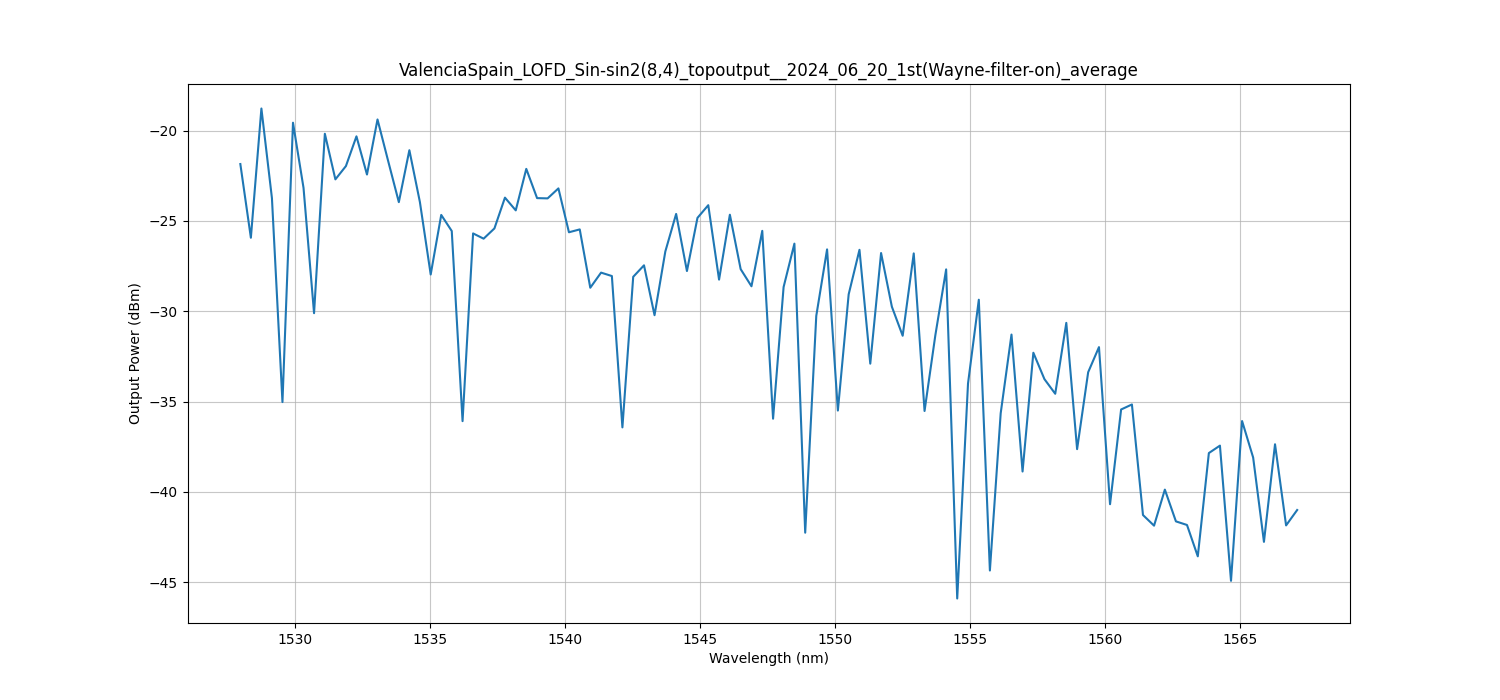 ValenciaSpain_LOFD_Sin-sin2(8,4)_topoutput__2024_06_20_1st(Wayne-filter-on)_average
Output Power (dBm)
−20
−25
−30
−35
−40
−45
1530 1535 1540 1545 1550 1555 1560 1565
Wavelength (nm)